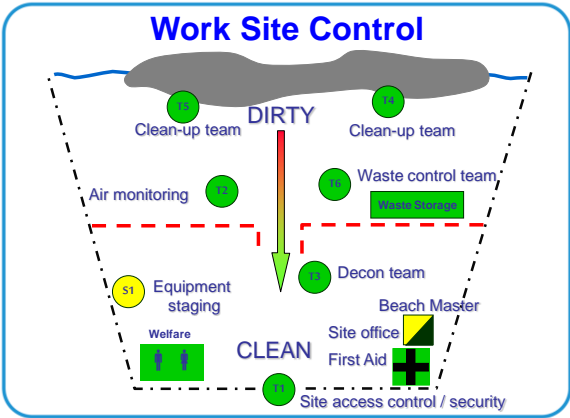 Work Site Control
T5
T4
DIRTY
Clean-up team
Clean-up team
T2
Air monitoring
T6
Waste control team
Waste Storage
T3
Decon team
S1
Equipment
staging
Beach Master
Site office
Welfare
First Aid
CLEAN
T1
Site access control / security